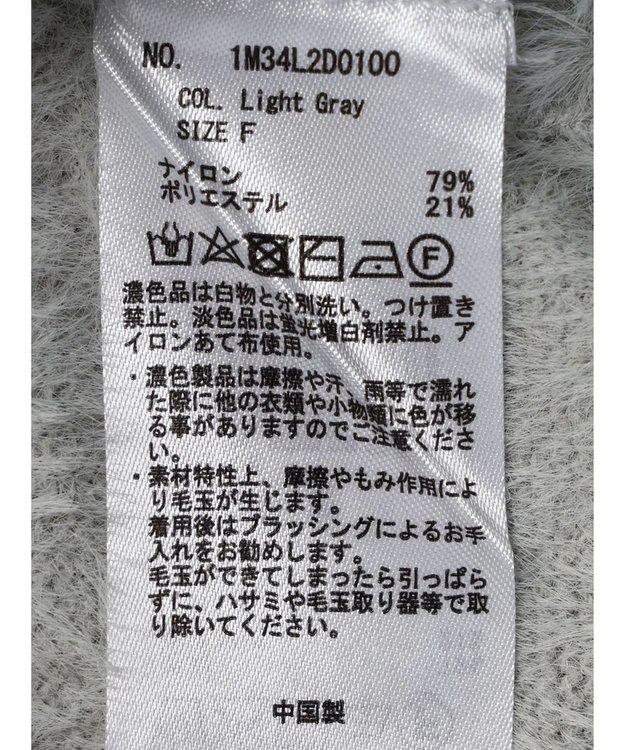 NO. 1M34L2D0100
COL. Light Gray
SIZE F
ナイロン 79%
ポリエステル 21%
F
濃色品は白物と分別洗い。つけ置き
禁止。淡色品は蛍光増白剤禁止。ア
イロンあて布使用。
・濃色製品は摩擦や汗、雨等で濡れ
た際に他の衣類や小物類に色が移
る事がありますのでご注意くださ
い。
・素材特性上、摩擦やもみ作用によ
り毛玉が生じます。
着用後はブラッシングによるお手
入れをお勧めします。
毛玉ができてしまったら引っぱら
ずに、ハサミや毛玉取り器等で取
り除いてください。
中国製